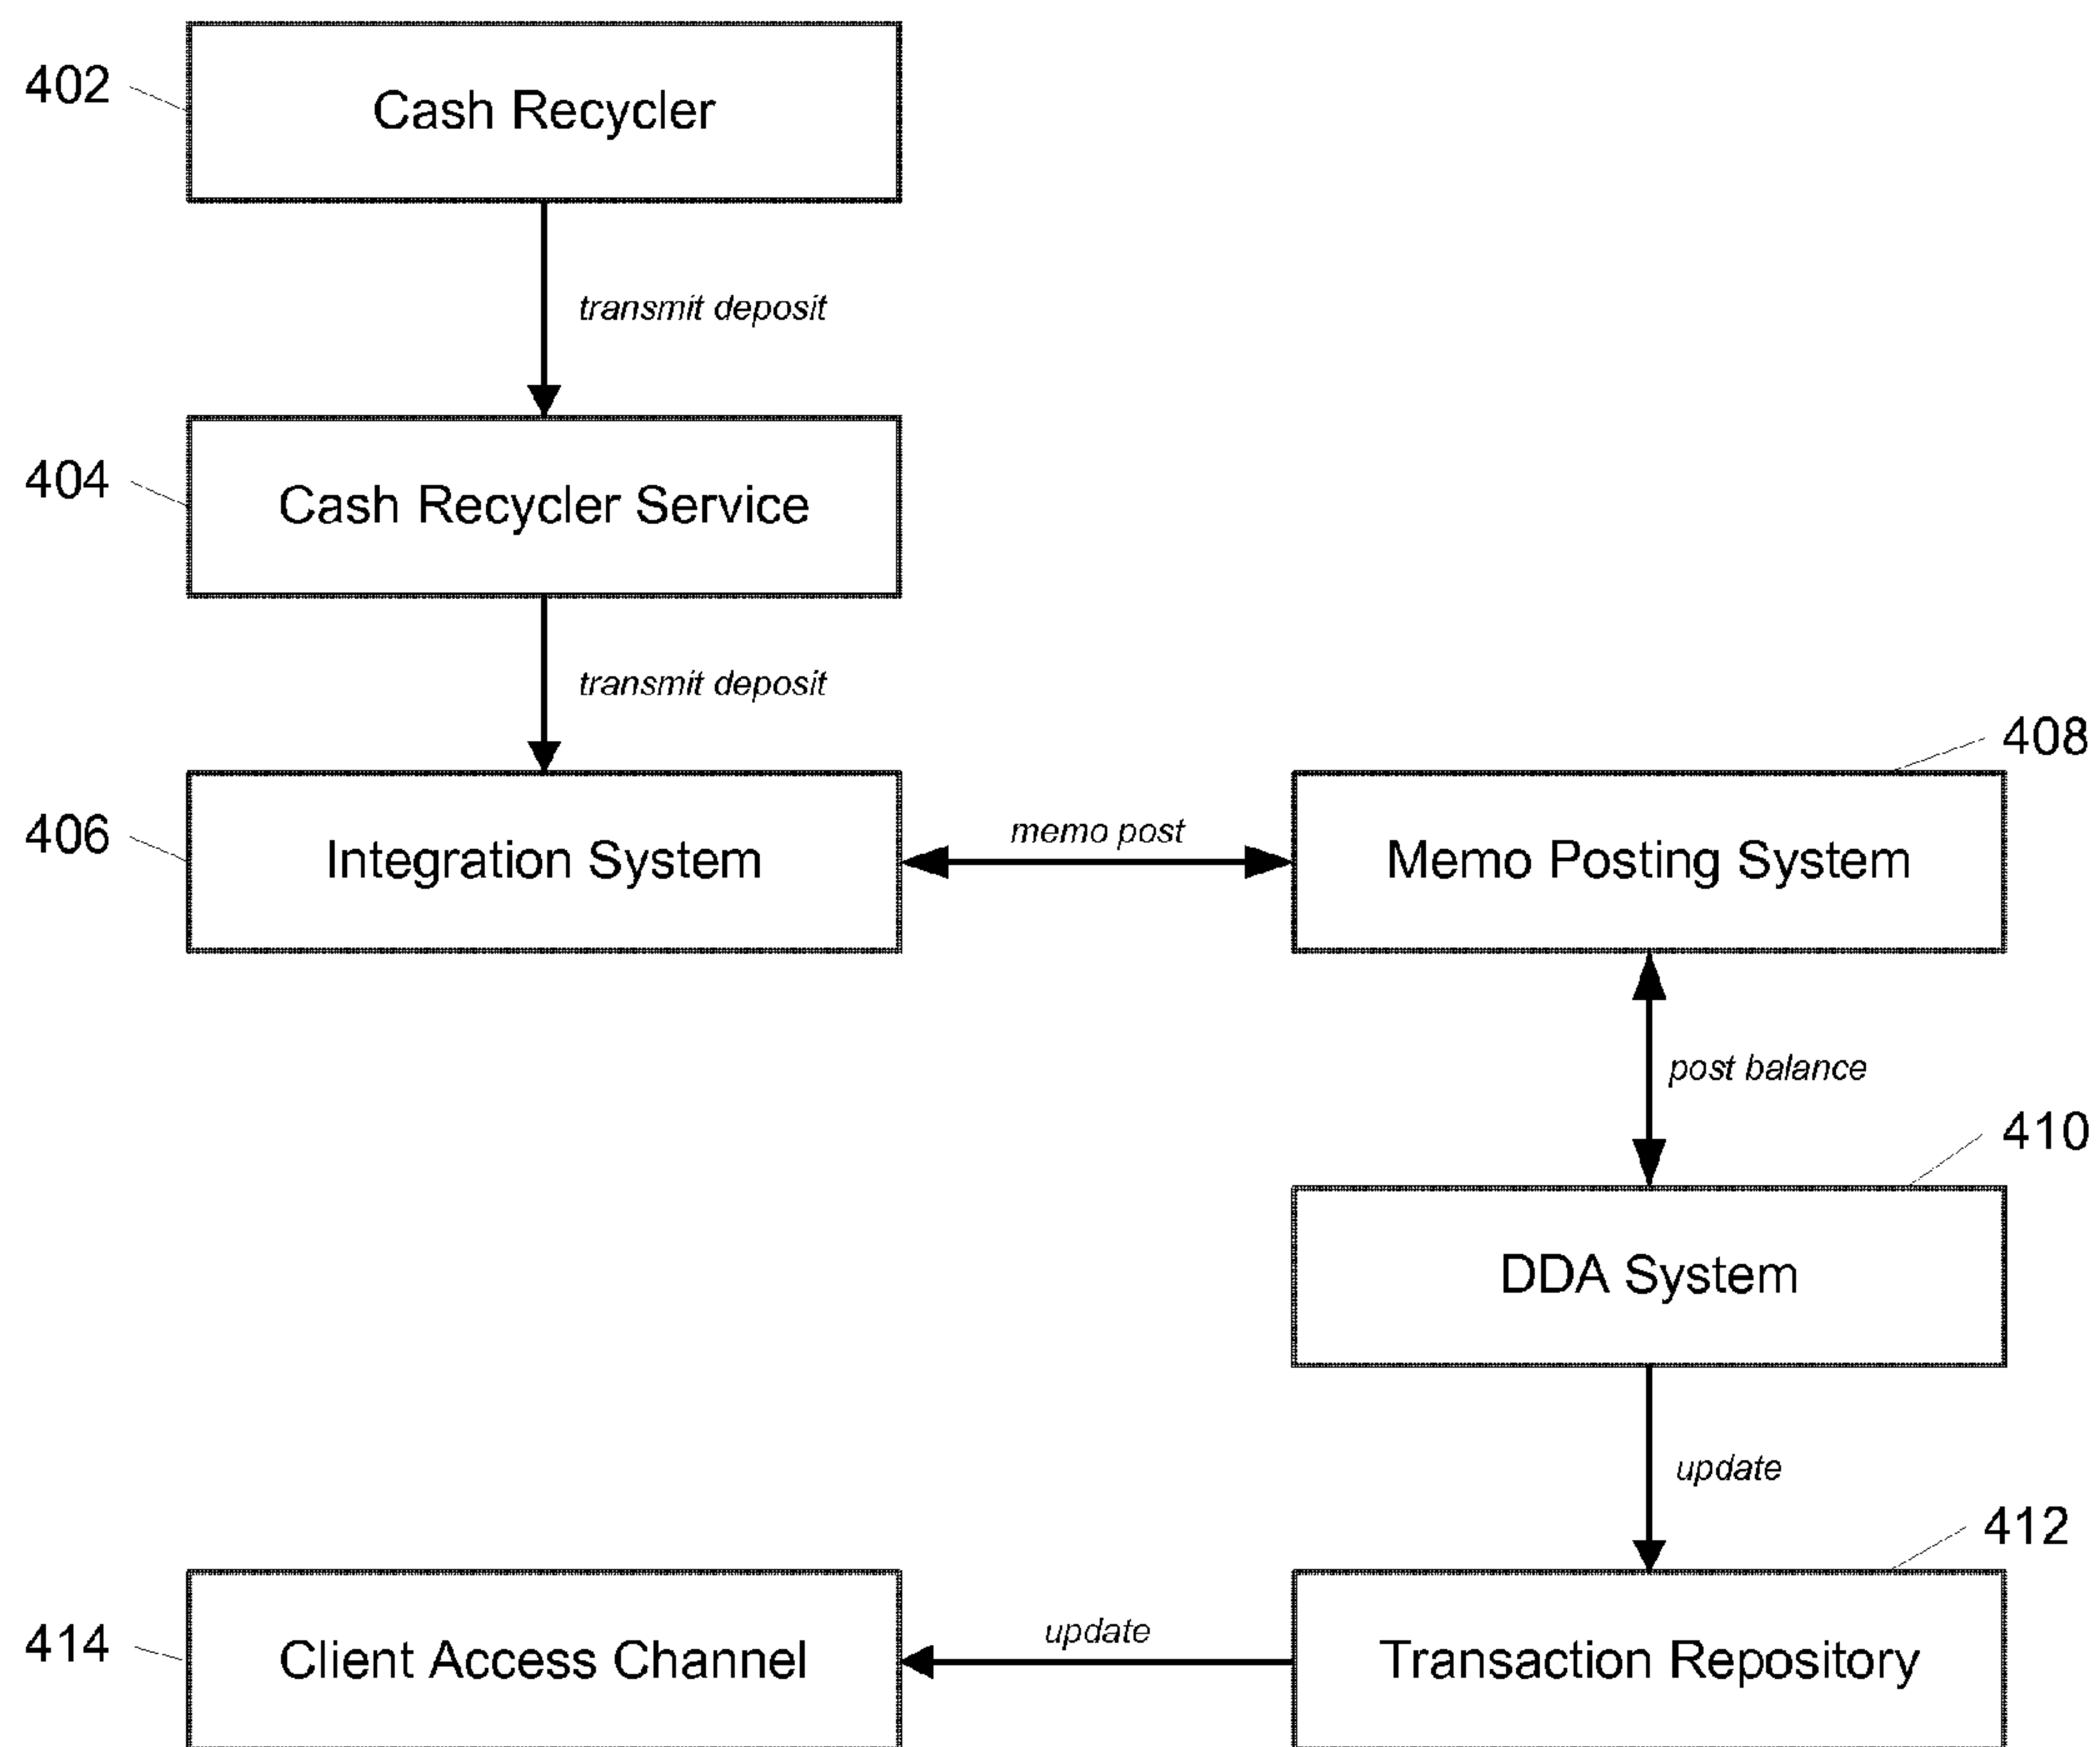 402
Cash Recycler
transmit deposit
404
Cash Recycler Service
transmit deposit
406
Integration System
memo post
408
Memo Posting System
post balance
410
DDA System
update
412
Transaction Repository
update
414
Client Access Channel